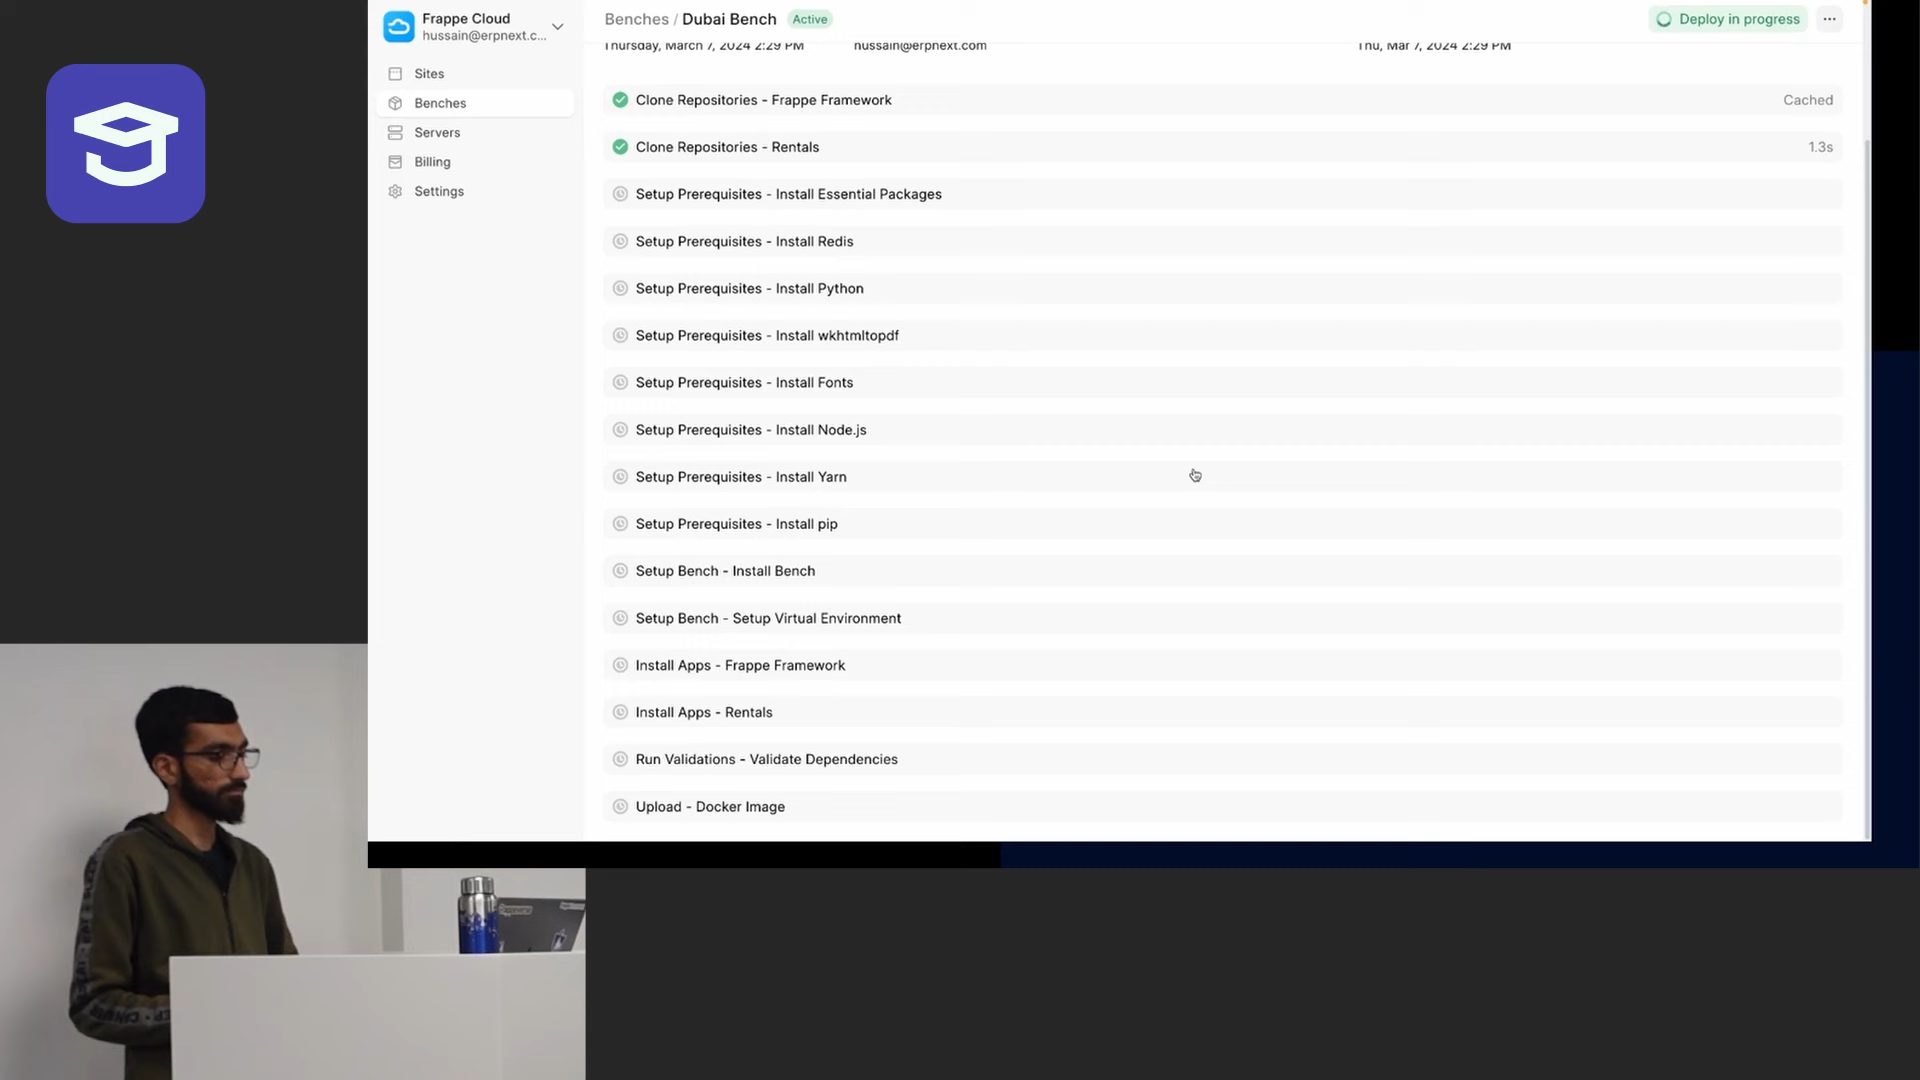 Frappe Cloud
hussain@erpnext.c...
Sites
Benches
Servers
Billing
Settings
Benches / Dubai Bench Active
Deploy in progress
Thursday, March 7, 2024 2:29 PM hussain@erpnext.com Thu, Mar 7, 2024 2:29 PM
Clone Repositories - Frappe Framework Cached
Clone Repositories - Rentals 1.3s
Setup Prerequisites - Install Essential Packages
Setup Prerequisites - Install Redis
Setup Prerequisites - Install Python
Setup Prerequisites - Install wkhtmltopdf
Setup Prerequisites - Install Fonts
Setup Prerequisites - Install Node.js
Setup Prerequisites - Install Yarn
Setup Prerequisites - Install pip
Setup Bench - Install Bench
Setup Bench - Setup Virtual Environment
Install Apps - Frappe Framework
Install Apps - Rentals
Run Validations - Validate Dependencies
Upload - Docker Image